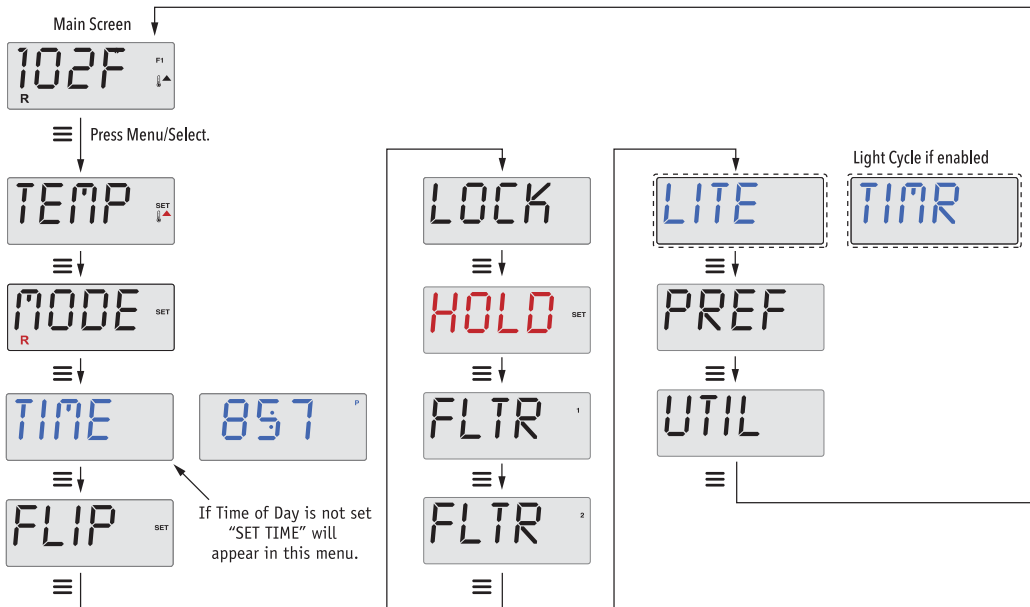 Main Screen
102F F1
R
Press Menu/Select.
TEMP SET
MODE SET
R
TIME
857 P
If Time of Day is not set
“SET TIME” will
appear in this menu.
FLIP SET
LOCK
HOLD SET
FLTR 1
FLTR 2
LITE
Light Cycle if enabled
TIMR
PREF
UTIL